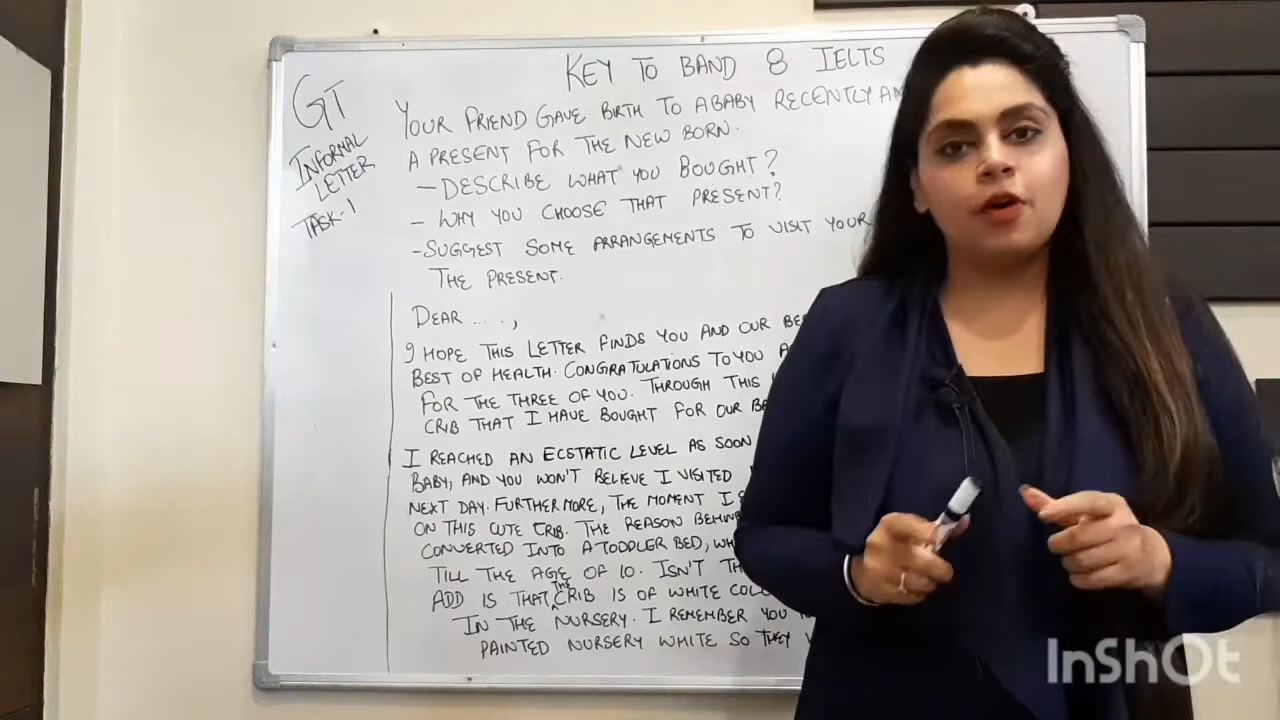 KEY TO BAND 8 IELTS
GT
INFORMAL
LETTER
TASK-1
YOUR FRIEND GAVE BIRTH TO A BABY RECENTLY
A PRESENT FOR THE NEW BORN.
- DESCRIBE WHAT YOU BOUGHT?
- WHY YOU CHOOSE THAT PRESENT?
- SUGGEST SOME ARRANGEMENTS TO VISIT YOUR
THE PRESENT.
DEAR .....,
I HOPE THIS LETTER FINDS YOU AND OUR
BEST OF HEALTH. CONGRATULATIONS TO YOU
FOR THE THREE OF YOU. THROUGH THIS
CRIB THAT I HAVE BOUGHT FOR OUR
I REACHED AN ECSTATIC LEVEL AS SOON
BABY, AND YOU WON'T BELIEVE I VISITED
NEXT DAY. FURTHERMORE, THE MOMENT I
ON THIS CUTE CRIB. THE REASON BEHIND
CONVERTED INTO A TODDLER BED,
TILL THE AGE OF 10. ISN'T
ADD IS THAT THE CRIB IS OF WHITE
IN THE NURSERY. I REMEMBER YOU
PAINTED NURSERY WHITE SO THEY
InShOt